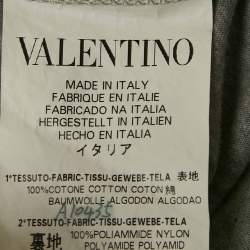 VALENTINO
MADE IN ITALY
FABRIQUE EN ITALIE
FABRICADO NA ITALIA
HERGESTELLT IN ITALIEN
HECHO EN ITALIA
イタリア
1°TESSUTO-FABRIC-TISSU-GEWEBE-TELA 表地
100%COTONE COTTON COTON 綿
BAUMWOLLE ALGODON ALGODAO
A10455
2°TESSUTO-FABRIC-TISSU-GEWEBE-TELA
裏地 100%POLIAMMIDE NYLON
POLYAMIDE POLYAMID